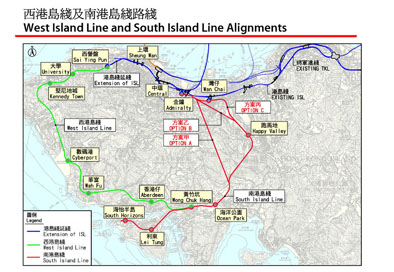 西港島綫及南港島綫路綫
West Island Line and South Island Line Alignments
西營盤
Sai Ying Pun
上環
Sheung Wan
大學
University
中環
Central
金鐘
Admiralty
灣仔
Wan Chai
將軍澳綫
EXISTING TKL
堅尼地城
Kennedy Town
港島綫延綫
Extension of ISL
港島綫
EXISTING ISL
方案丙
OPTION C
西港島綫
West Island Line
方案乙
OPTION B
方案甲
OPTION A
跑馬地
Happy Valley
數碼港
Cyberport
華富
Wah Fu
香港仔
Aberdeen
黃竹坑
Wong Chuk Hang
南港島綫
South Island Line
海怡半島
South Horizons
利東
Lei Tung
海洋公園
Ocean Park
圖例
Legend
港島綫延綫
Extension of ISL
西港島綫
West Island Line
南港島綫
South Island Line